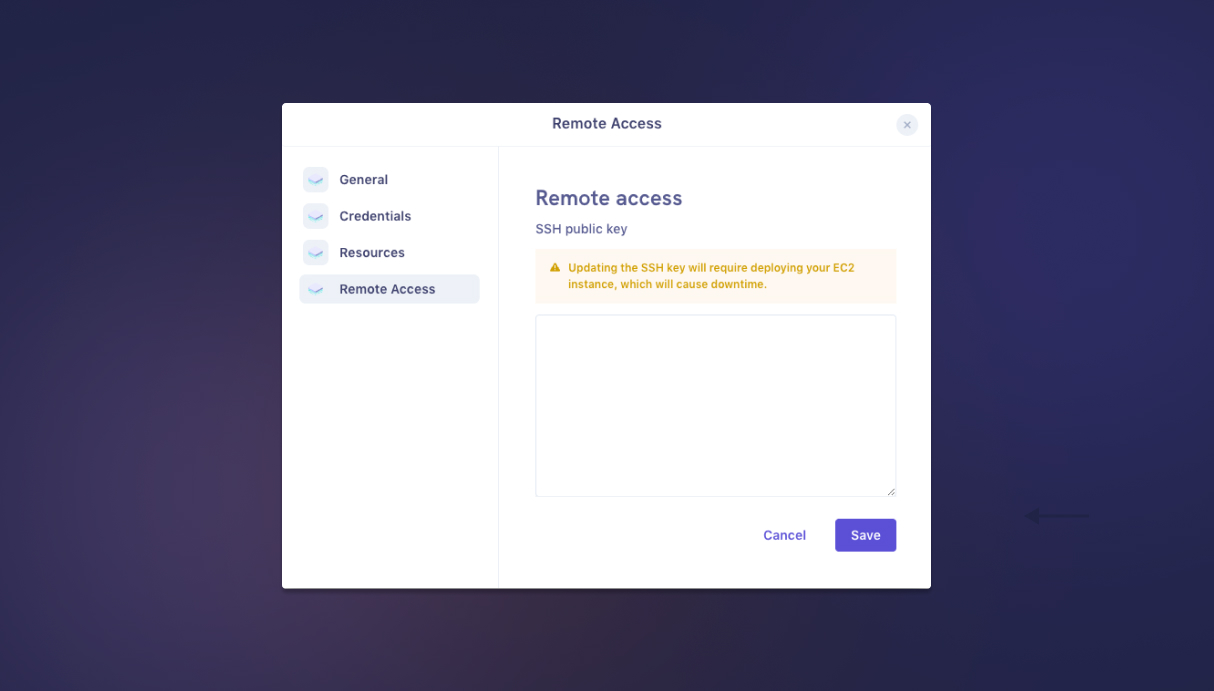 Remote Access
General
Credentials
Resources
Remote Access
Remote access
SSH public key
Updating the SSH key will require deploying your EC2
instance, which will cause downtime.
Cancel
Save